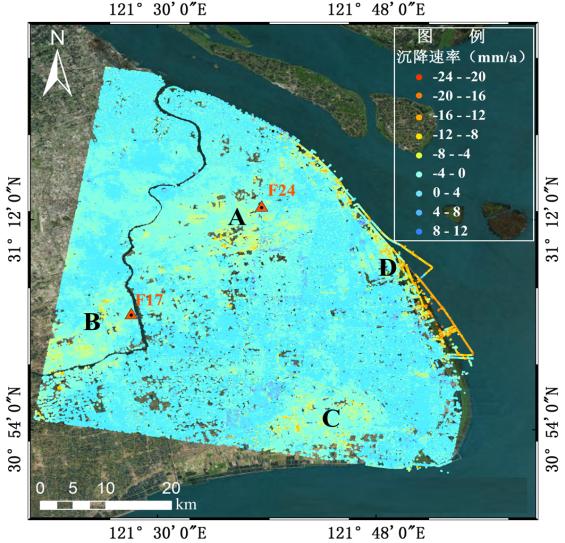 121° 30′ 0″E
121° 48′ 0″E
N
图 例
沉降速率（mm/a）
-24 - -20
-20 - -16
-16 - -12
-12 - -8
-8 - -4
-4 - 0
0 - 4
4 - 8
8 - 12
31° 12′ 0″N
31° 12′ 0″N
F24
A
D
F17
B
C
30° 54′ 0″N
30° 54′ 0″N
0 5 10 20
km
121° 30′ 0″E
121° 48′ 0″E